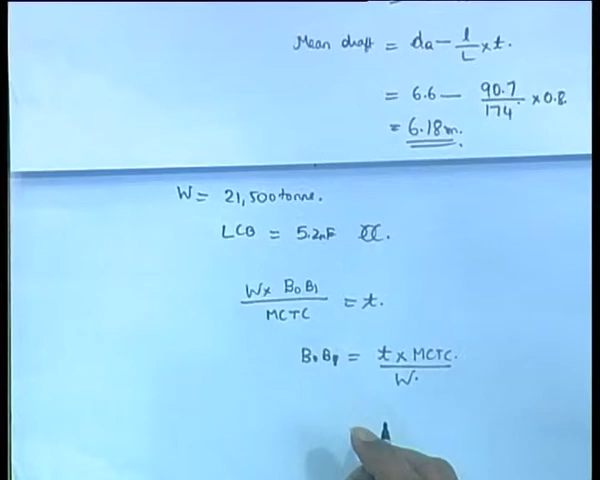 Mean draft = da - l/L x t.
= 6.6 - 90.7/174 x 0.8.
= 6.18m.
W = 21,500 tonne.
LCB = 5.2mF
W x B₀B₁ / MCTC = t.
B₀B₁ = t x MCTC. / W.